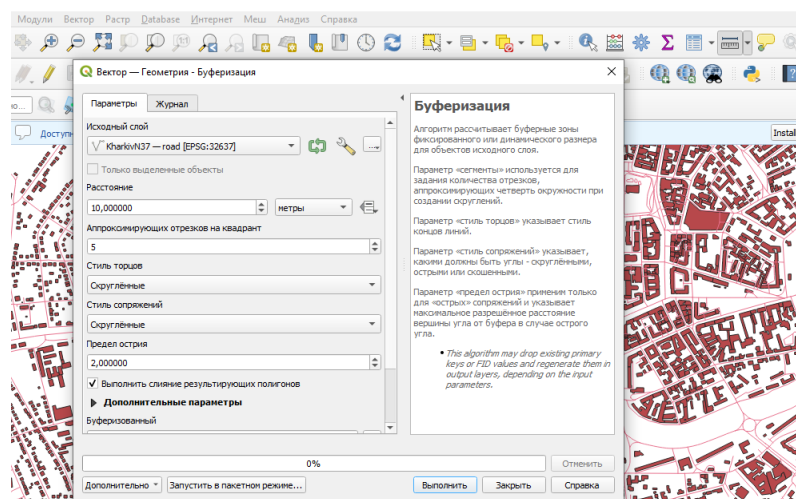 Модули Вектор Растр Database Интернет Меш Анализ Справка
Вектор — Геометрия - Буферизация
Параметры Журнал
Исходный слой
KharkivN37 — road [EPSG:32637]
Только выделенные объекты
Расстояние
10,000000 метры
Аппроксимирующих отрезков на квадрант
5
Стиль торцов
Скруглённые
Стиль сопряжений
Скруглённые
Предел острия
2,000000
Выполнить слияние результирующих полигонов
Дополнительные параметры
Буферизованный
Буферизация
Алгоритм рассчитывает буферные зоны
фиксированного или динамического размера
для объектов исходного слоя.
Параметр «сегменты» используется для
задания количества отрезков,
аппроксимирующих четверть окружности при
создании скруглений.
Параметр «стиль торцов» указывает стиль
концов линий.
Параметр «стиль сопряжений» указывает,
какими должны быть углы - скруглёнными,
острыми или скошенными.
Параметр «предел острия» применим только
для «острых» сопряжений и указывает
максимальное разрешённое расстояние
вершины угла от буфера в случае острого
угла.
• This algorithm may drop existing primary
keys or FID values and regenerate them in
output layers, depending on the input
parameters.
0% Отменить
Дополнительно Запустить в пакетном режиме... Выполнить Закрыть Справка